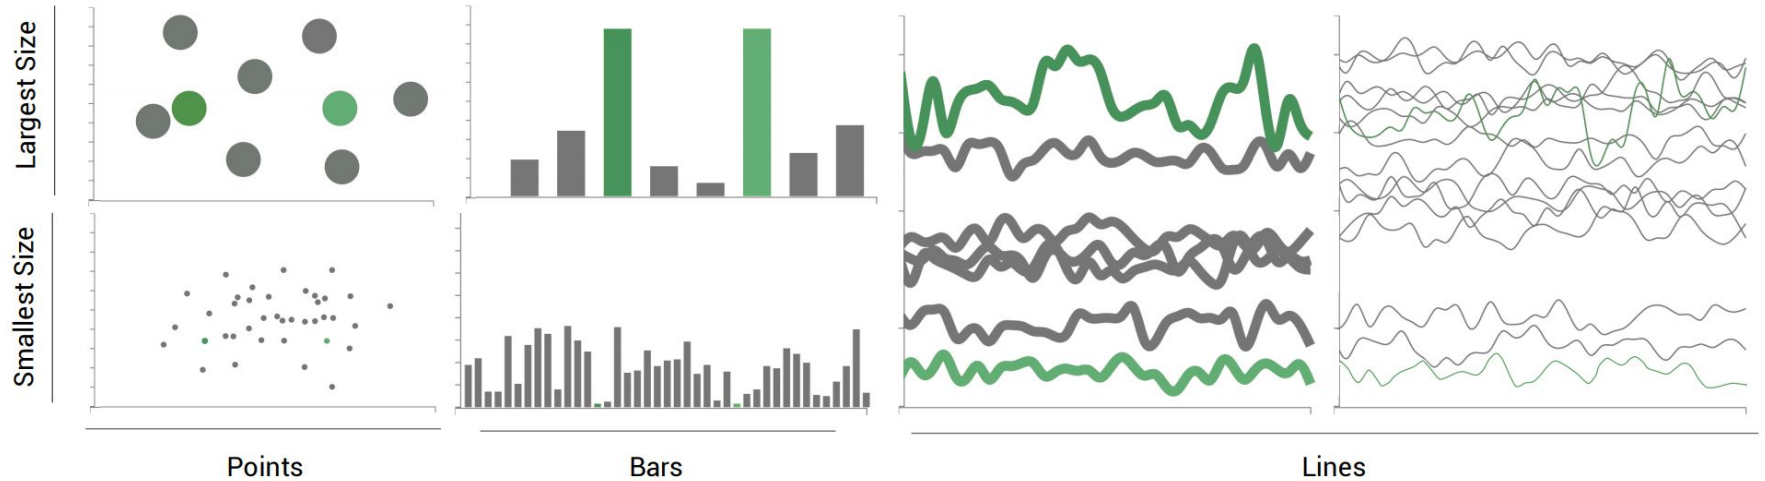 Largest Size
Smallest Size
Points
Bars
Lines